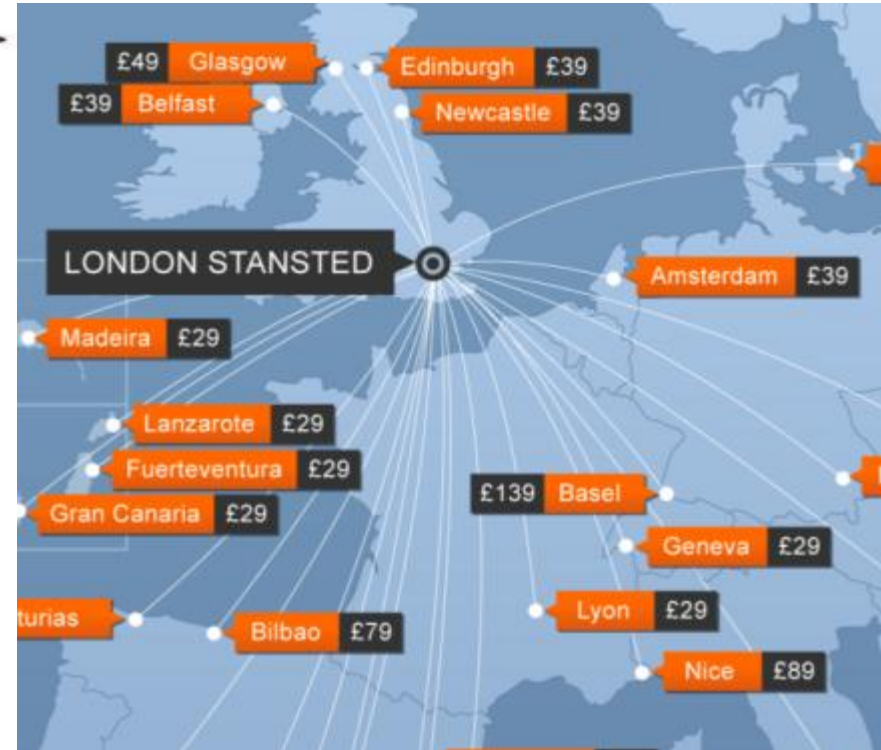 £49 Glasgow
Edinburgh £39
£39 Belfast
Newcastle £39
LONDON STANSTED
Amsterdam £39
Madeira £29
Lanzarote £29
Fuerteventura £29
£139 Basel
Gran Canaria £29
Geneva £29
turias
Lyon £29
Bilbao £79
Nice £89